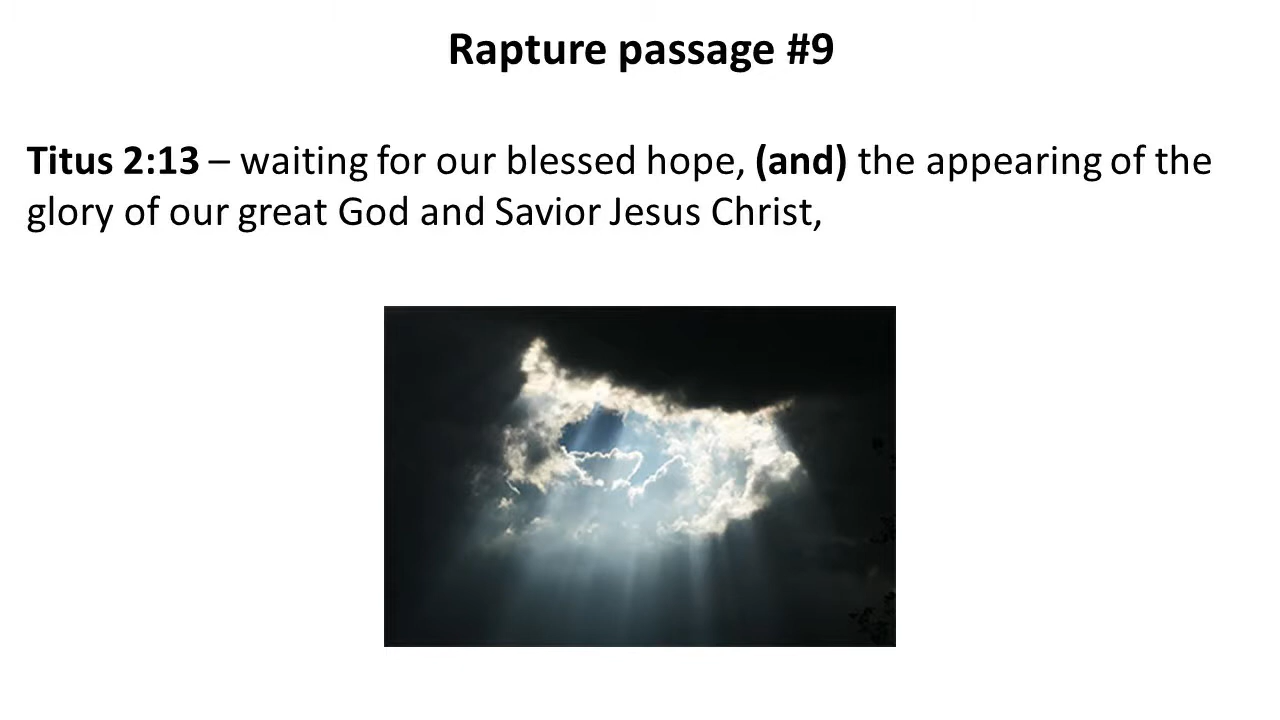 Rapture passage #9
Titus 2:13 – waiting for our blessed hope, (and) the appearing of the
glory of our great God and Savior Jesus Christ,